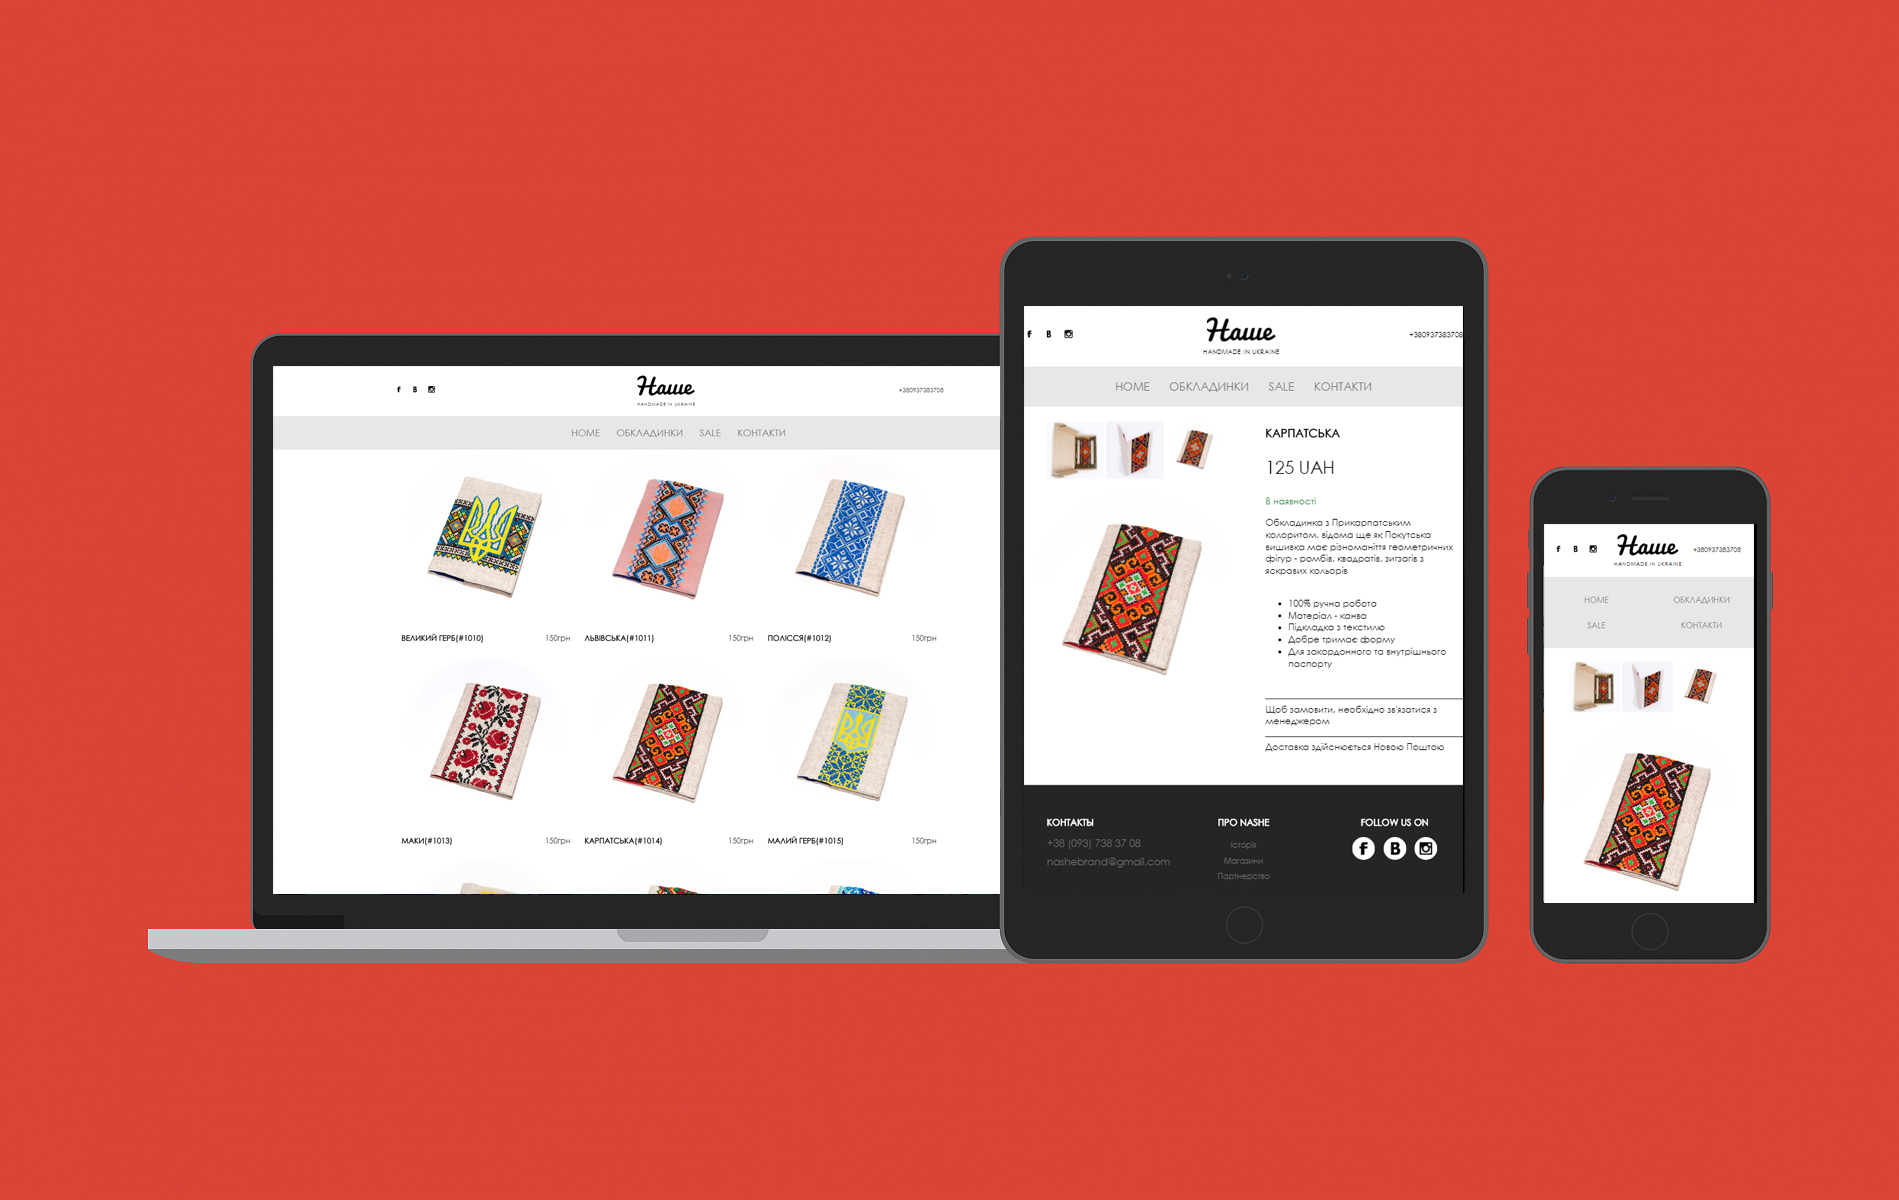 Наше
HANDMADE IN UKRAINE
+380937383708
HOME ОБКЛАДИНКИ SALE КОНТАКТИ
ВЕЛИКИЙ ГЕРБ(#1010) 150грн
ЛЬВІВСЬКА(#1011) 150грн
ПОЛІССЯ(#1012) 150грн
МАКИ(#1013) 150грн
КАРПАТСЬКА(#1014) 150грн
МАЛИЙ ГЕРБ(#1015) 150грн
Наше
HANDMADE IN UKRAINE
+380937383708
HOME ОБКЛАДИНКИ SALE КОНТАКТИ
КАРПАТСЬКА
125 UAH
В наявності
Обкладинка з Прикарпатським
колоритом, відома ще як Покутська
вишивка має різноманіття геометричних
фігур - ромбів, квадратів, зигзагів з
яскравих кольорів
• 100% ручна робота
• Матеріал - канва
• Підкладка з текстилю
• Добре тримає форму
• Для закордонного та внутрішнього
паспорту
Щоб замовити, необхідно зв'язатися з
менеджером
Доставка здійснюється Новою Поштою
КОНТАКТЫ
+38 (093) 738 37 08
nashebrand@gmail.com
ПРО NASHE
Історія
Магазини
Партнерство
FOLLOW US ON
Наше
HANDMADE IN UKRAINE
+380937383708
HOME ОБКЛАДИНКИ
SALE КОНТАКТИ